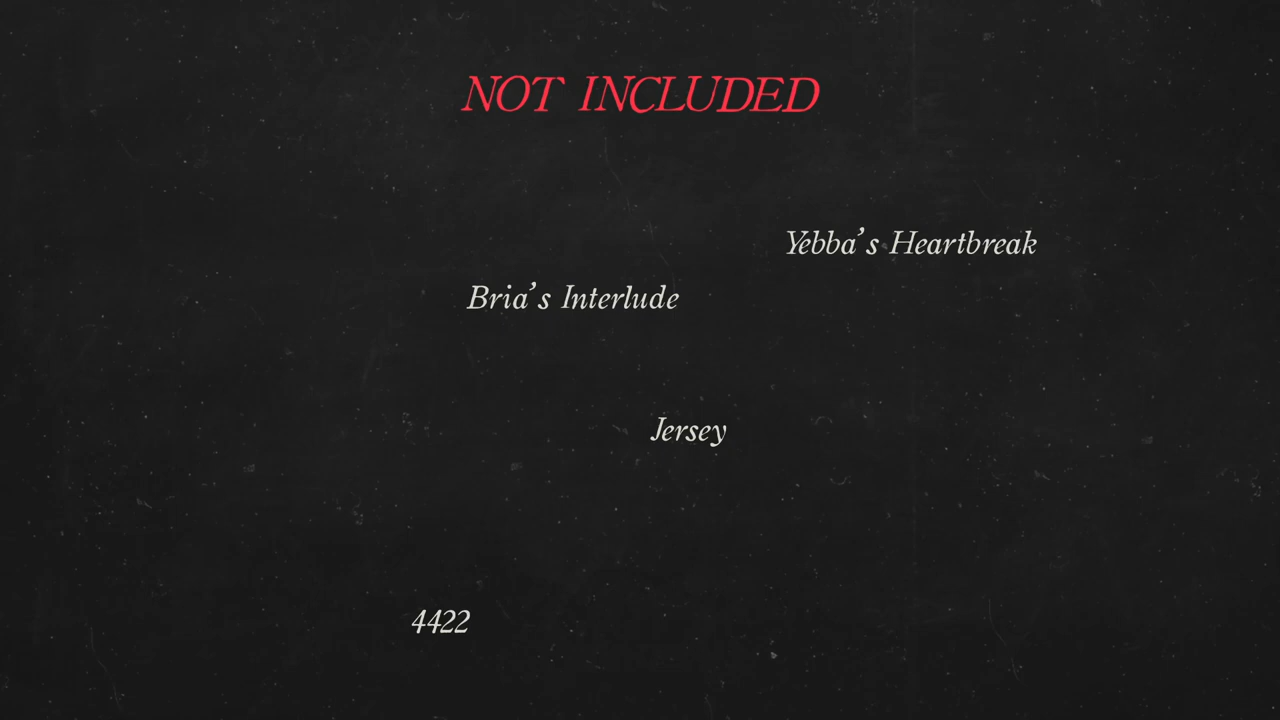 NOT INCLUDED
Yebba’s Heartbreak
Bria’s Interlude
Jersey
4422